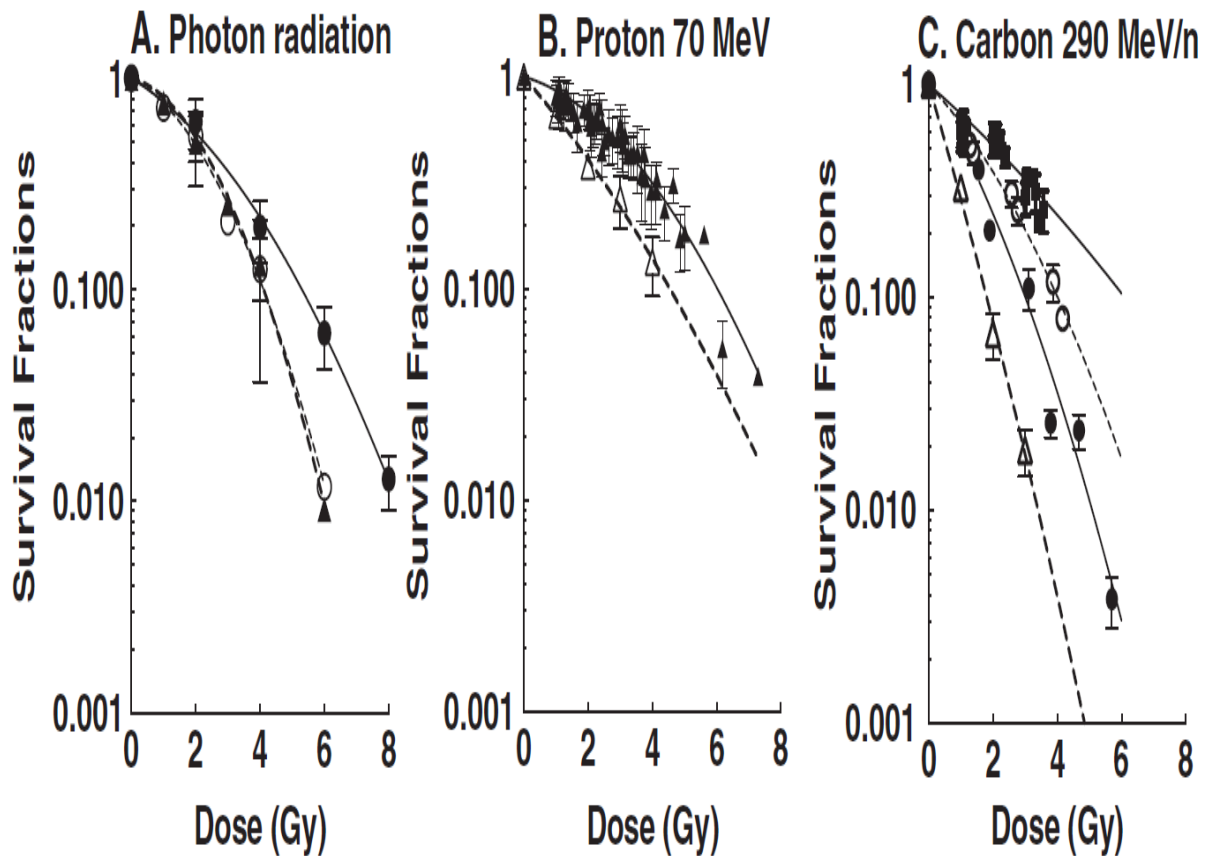 A. Photon radiation
1
0.100
0.010
0.001
0 2 4 6 8
Survival Fractions
Dose (Gy)
B. Proton 70 MeV
1
0.100
0.010
0.001
0 2 4 6 8
Survival Fractions
Dose (Gy)
C. Carbon 290 MeV/n
1
0.100
0.010
0.001
0 2 4 6 8
Survival Fractions
Dose (Gy)